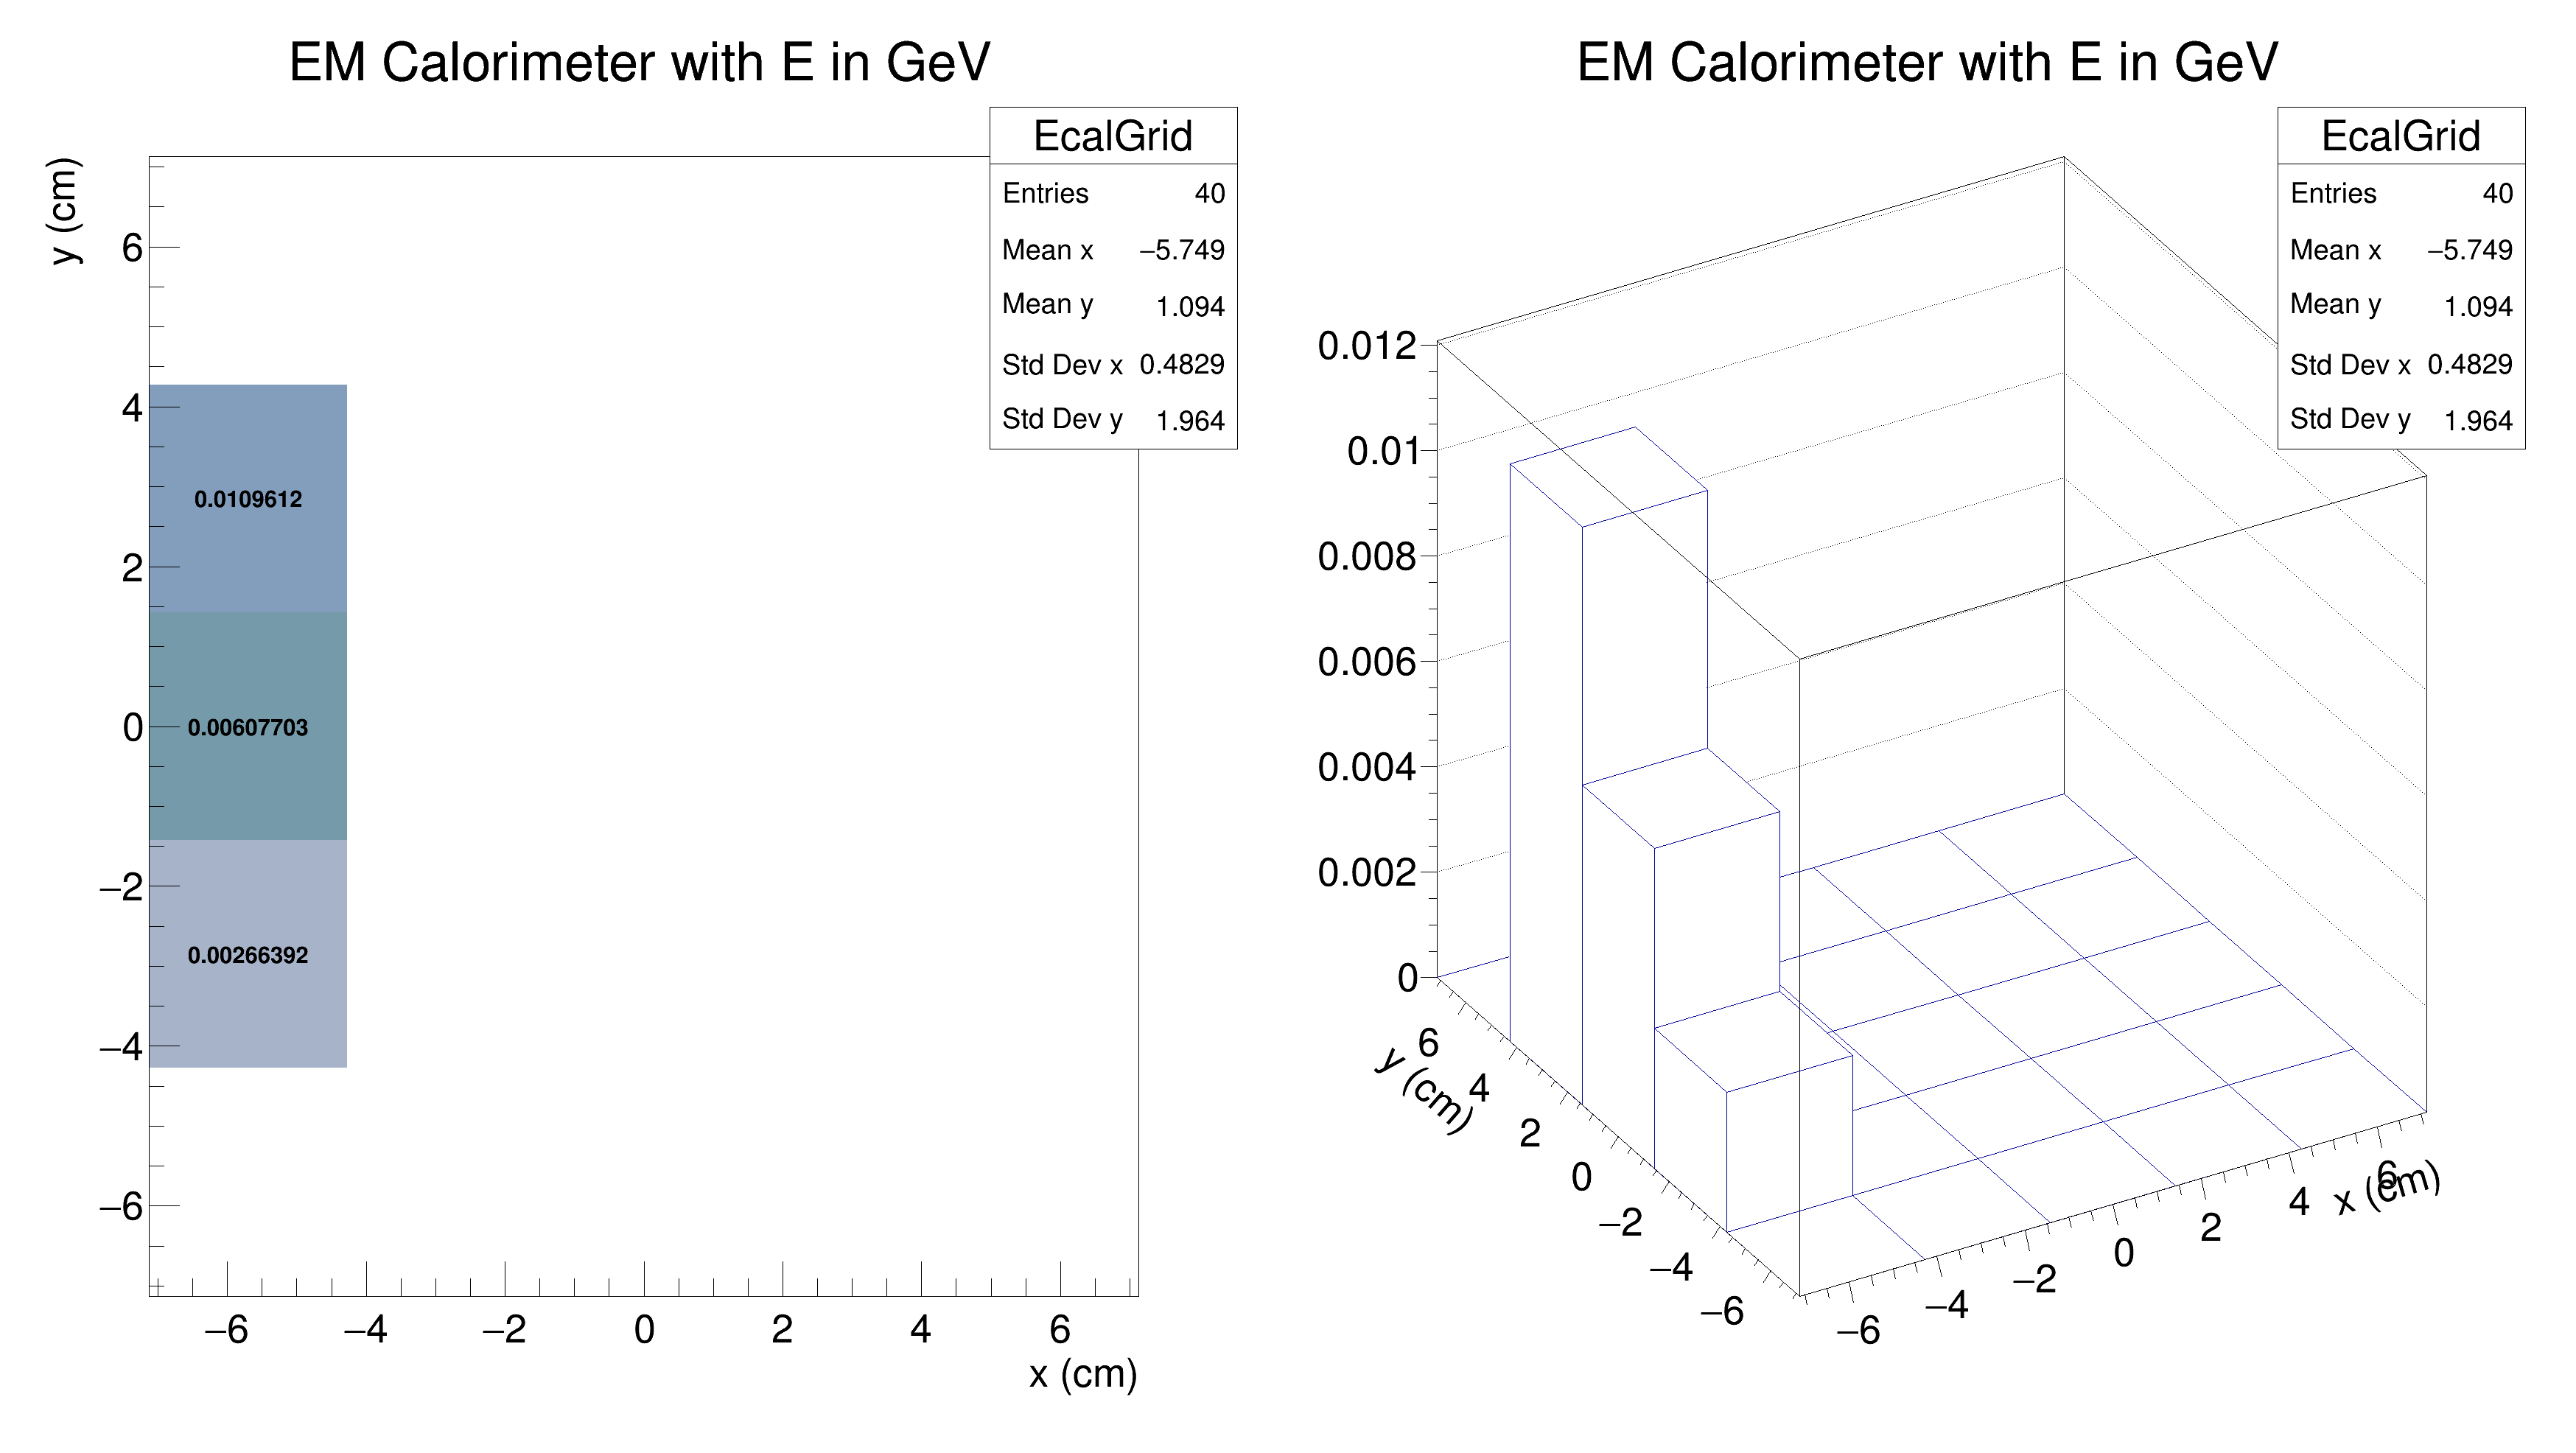 EM Calorimeter with E in GeV
EcalGrid
Entries 40
Mean x −5.749
Mean y 1.094
Std Dev x 0.4829
Std Dev y 1.964
y (cm)
6
4
2
0
−2
−4
−6
0.0109612
0.00607703
0.00266392
−6 −4 −2 0 2 4 6
x (cm)
EM Calorimeter with E in GeV
EcalGrid
Entries 40
Mean x −5.749
Mean y 1.094
Std Dev x 0.4829
Std Dev y 1.964
0.012
0.01
0.008
0.006
0.004
0.002
0
6
4
2
0
−2
−4
−6
y (cm)
−6 −4 −2 0 2 4 6
x (cm)